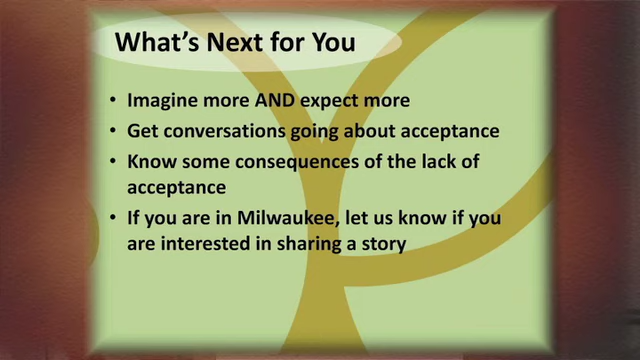 What's Next for You
• Imagine more AND expect more
• Get conversations going about acceptance
• Know some consequences of the lack of
acceptance
• If you are in Milwaukee, let us know if you
are interested in sharing a story